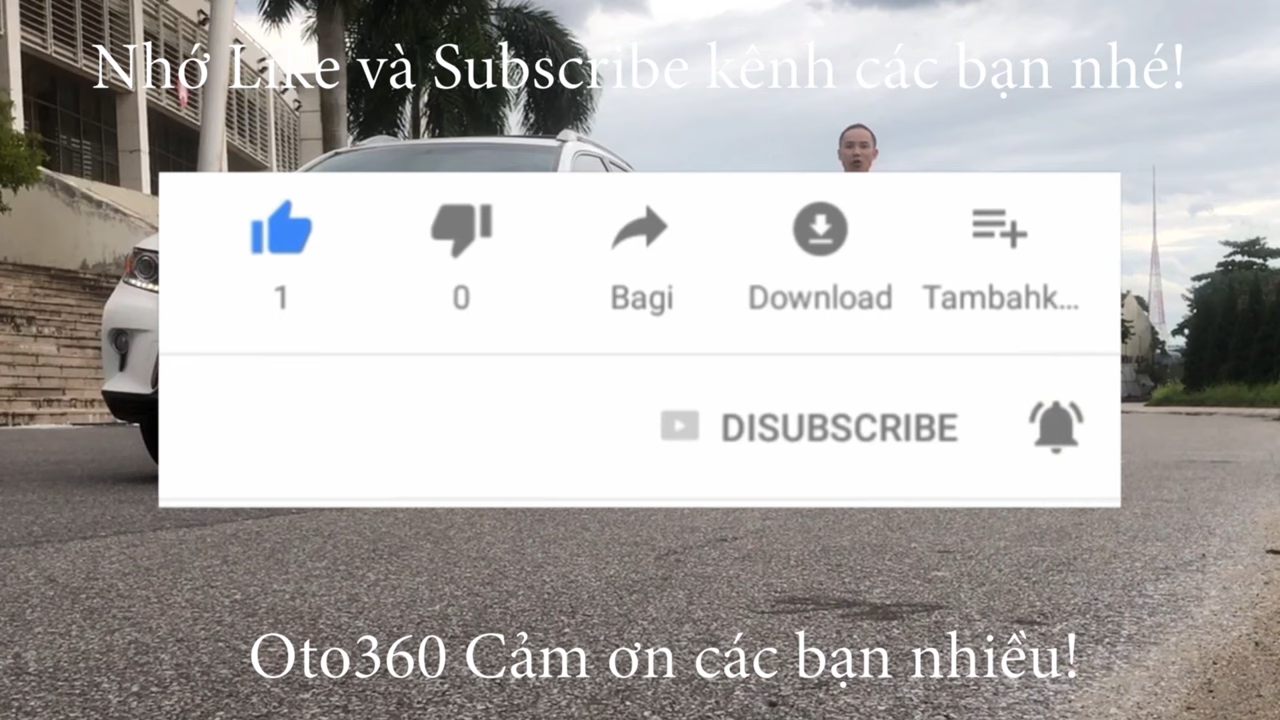 Nhớ Like và Subscribe kênh các bạn nhé!
1
0
Bagi
Download
Tambahk...
DISUBSCRIBE
Oto360 Cảm ơn các bạn nhiều!